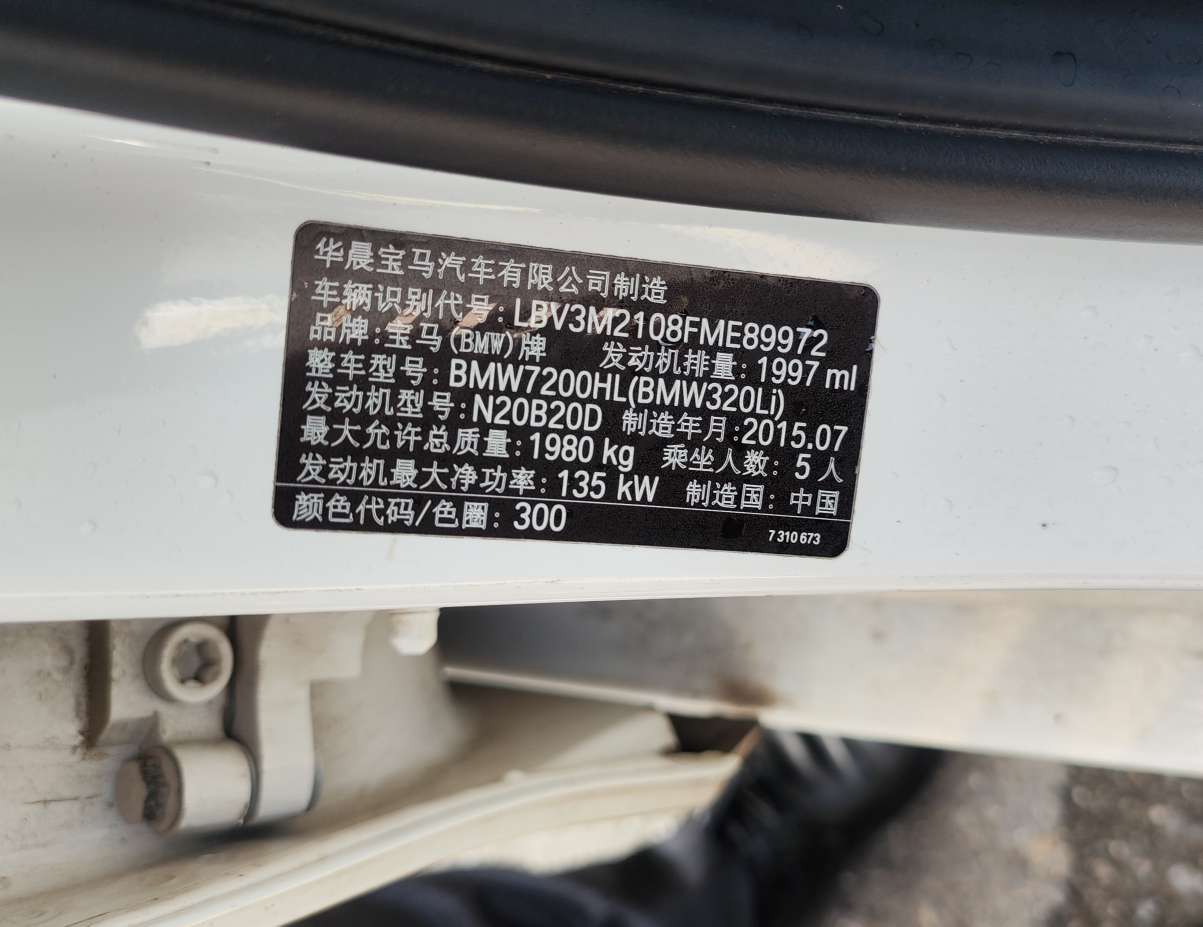 华晨宝马汽车有限公司制造
车辆识别代号: LBV3M2108FME89972
品牌: 宝马(BMW)牌 发动机排量: 1997 ml
整车型号: BMW7200HL(BMW320Li)
发动机型号: N20B20D 制造年月: 2015.07
最大允许总质量: 1980 kg 乘坐人数: 5 人
发动机最大净功率: 135 kW 制造国: 中国
颜色代码/色圈: 300
7 310 673